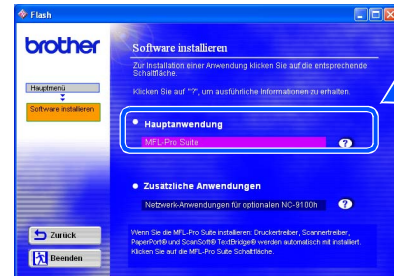 Flash
brother
Software installieren
Zur Installation einer Anwendung klicken Sie auf die entsprechende
Schaltfläche.
Klicken Sie auf "?", um ausführliche Informationen zu erhalten.
Hauptmenü
Software installieren
Hauptanwendung
MFL-Pro Suite
?
Zusätzliche Anwendungen
Netzwerk-Anwendungen für optionalen NC-9100h
?
Wenn Sie die MFL-Pro Suite installieren: Druckertreiber, Scannertreiber,
PaperPort® und ScanSoft® TextBridge® werden automatisch mit installiert.
Klicken Sie auf die MFL-Pro Suite Schaltfläche.
Zurück
Beenden